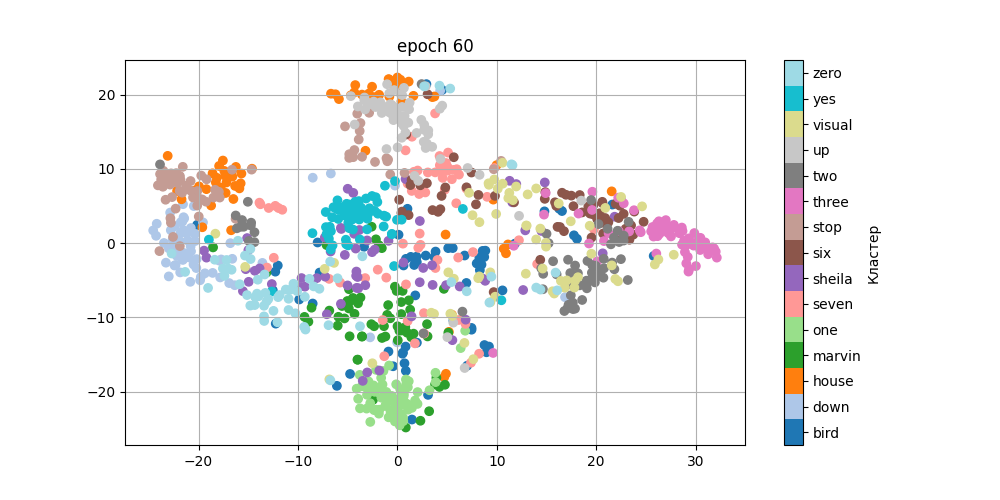 epoch 60
20
10
0
−10
−20
−20 −10 0 10 20 30
zero
yes
visual
up
two
three
stop
six
sheila
seven
one
marvin
house
down
bird
Кластер